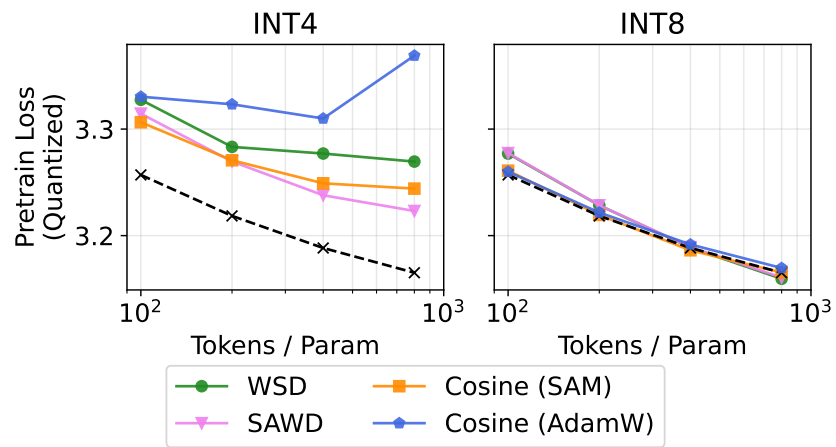 INT4
INT8
Pretrain Loss
(Quantized)
3.3
3.2
10²
10³
10²
10³
Tokens / Param
Tokens / Param
WSD
Cosine (SAM)
SAWD
Cosine (AdamW)